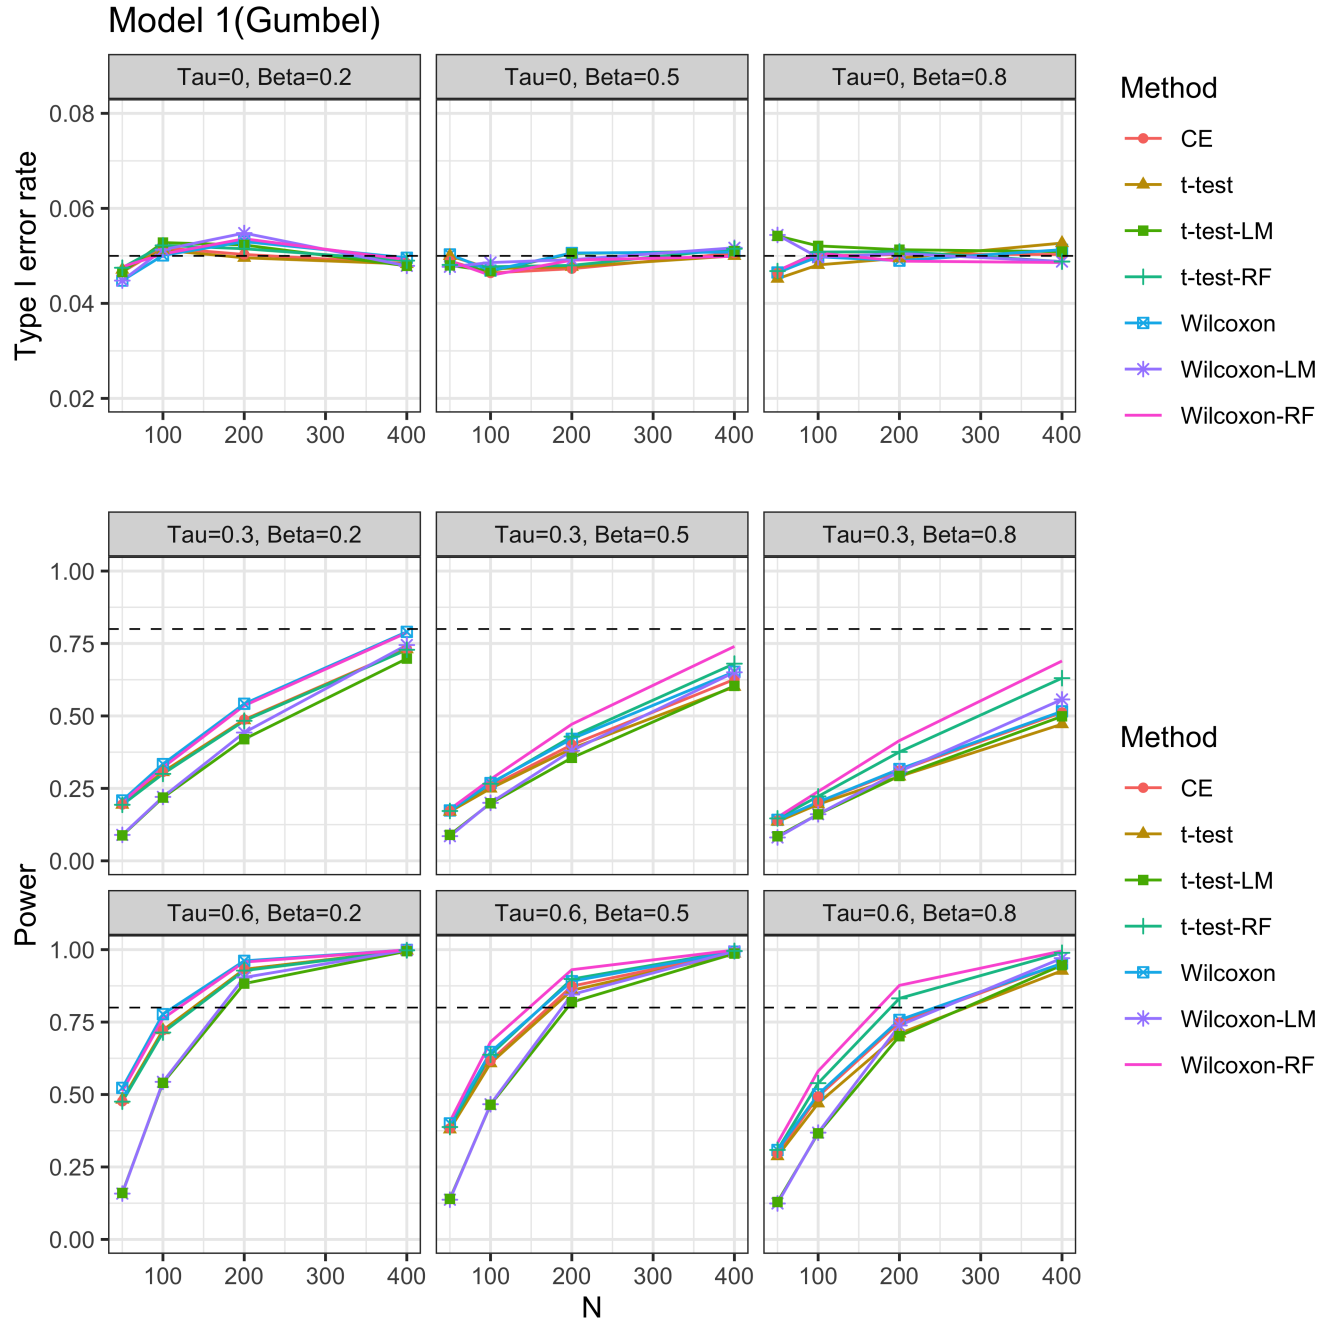 Model 1(Gumbel)
Tau=0, Beta=0.2
Tau=0, Beta=0.5
Tau=0, Beta=0.8
Type I error rate
0.08
0.06
0.04
0.02
100 200 300 400
100 200 300 400
100 200 300 400
Method
CE
t-test
t-test-LM
t-test-RF
Wilcoxon
Wilcoxon-LM
Wilcoxon-RF
Tau=0.3, Beta=0.2
Tau=0.3, Beta=0.5
Tau=0.3, Beta=0.8
1.00
0.75
0.50
0.25
0.00
Power
Tau=0.6, Beta=0.2
Tau=0.6, Beta=0.5
Tau=0.6, Beta=0.8
1.00
0.75
0.50
0.25
0.00
100 200 300 400
100 200 300 400
100 200 300 400
N
Method
CE
t-test
t-test-LM
t-test-RF
Wilcoxon
Wilcoxon-LM
Wilcoxon-RF